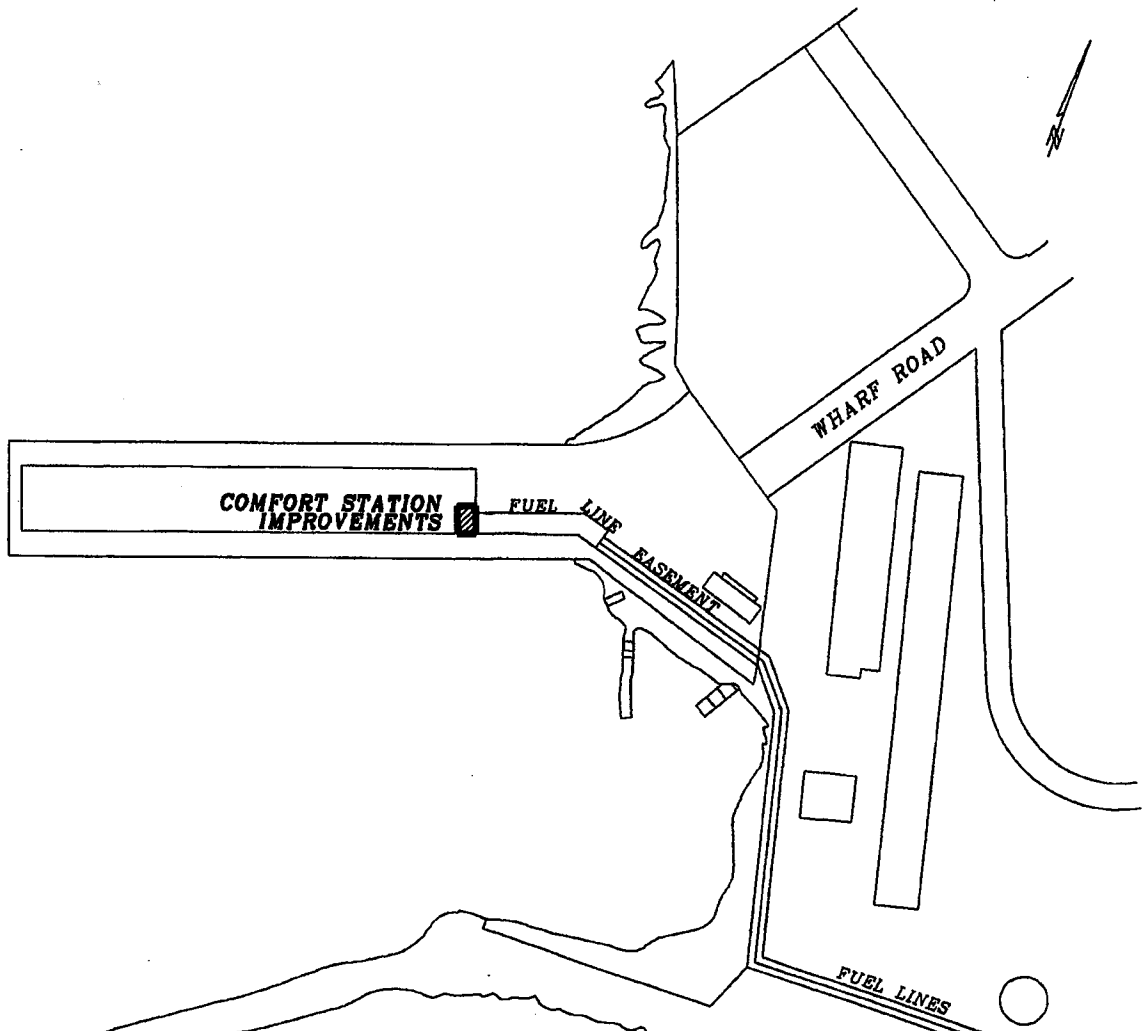 N
WHARF ROAD
COMFORT STATION
IMPROVEMENTS
FUEL LINE EASEMENT
FUEL LINES